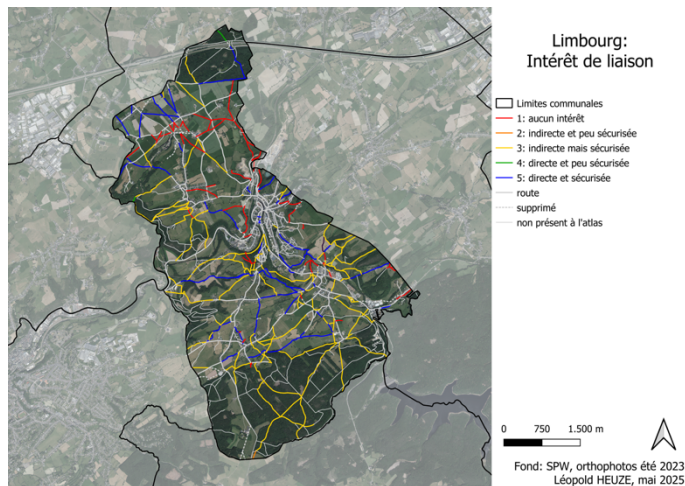 Limbourg:
Intérêt de liaison
Limites communales
1: aucun intérêt
2: indirecte et peu sécurisée
3: indirecte mais sécurisée
4: directe et peu sécurisée
5: directe et sécurisée
route
supprimé
non présent à l'atlas
0 750 1.500 m
Fond: SPW, orthophotos été 2023
Léopold HEUZE, mai 2025